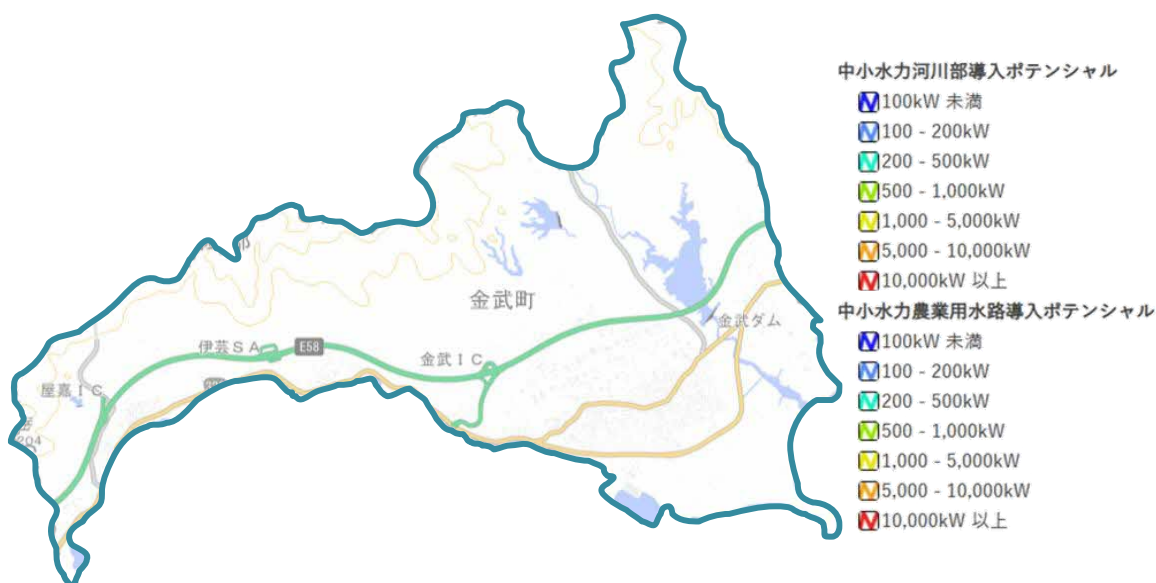 金武町
金武ダム
伊芸SA
E58
金武IC
屋嘉IC
204
中小水力河川部導入ポテンシャル
100kW 未満
100 - 200kW
200 - 500kW
500 - 1,000kW
1,000 - 5,000kW
5,000 - 10,000kW
10,000kW 以上
中小水力農業用水路導入ポテンシャル
100kW 未満
100 - 200kW
200 - 500kW
500 - 1,000kW
1,000 - 5,000kW
5,000 - 10,000kW
10,000kW 以上